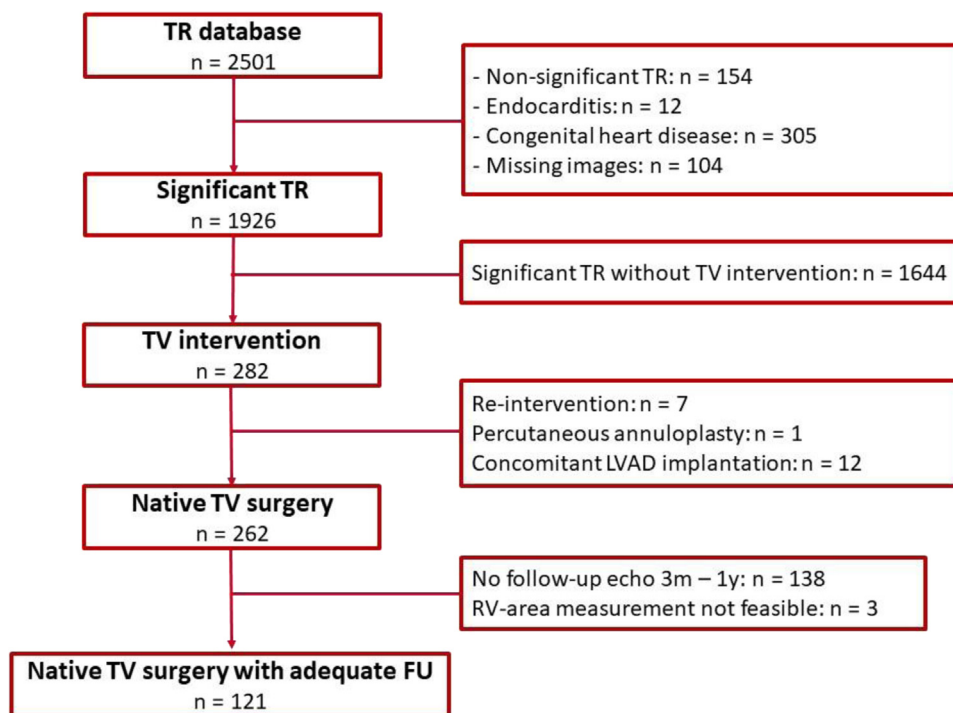 TR database
n = 2501
- Non-significant TR: n = 154
- Endocarditis: n = 12
- Congenital heart disease: n = 305
- Missing images: n = 104
Significant TR
n = 1926
Significant TR without TV intervention: n = 1644
TV intervention
n = 282
Re-intervention: n = 7
Percutaneous annuloplasty: n = 1
Concomitant LVAD implantation: n = 12
Native TV surgery
n = 262
No follow-up echo 3m – 1y: n = 138
RV-area measurement not feasible: n = 3
Native TV surgery with adequate FU
n = 121